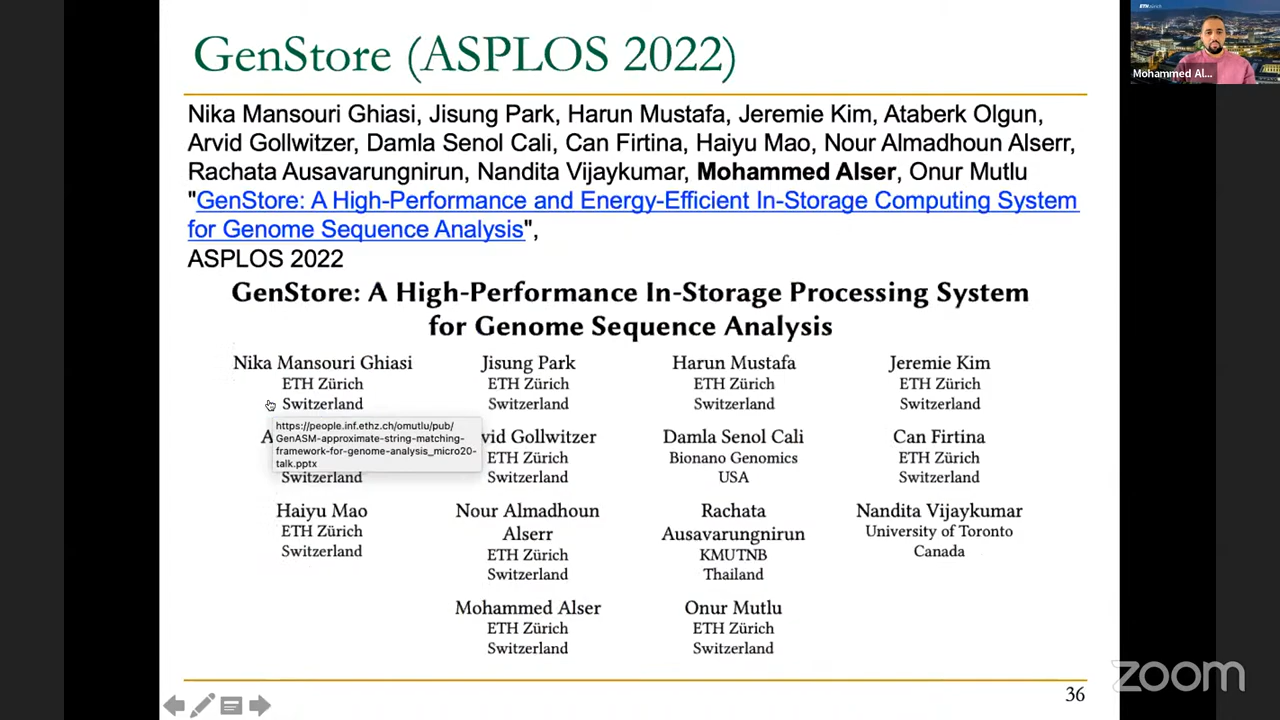 GenStore (ASPLOS 2022)
Nika Mansouri Ghiasi, Jisung Park, Harun Mustafa, Jeremie Kim, Ataberk Olgun,
Arvid Gollwitzer, Damla Senol Cali, Can Firtina, Haiyu Mao, Nour Almadhoun Alserr,
Rachata Ausavarungnirun, Nandita Vijaykumar, Mohammed Alser, Onur Mutlu
"GenStore: A High-Performance and Energy-Efficient In-Storage Computing System
for Genome Sequence Analysis",
ASPLOS 2022
GenStore: A High-Performance In-Storage Processing System
for Genome Sequence Analysis
Nika Mansouri Ghiasi Jisung Park Harun Mustafa Jeremie Kim
ETH Zürich ETH Zürich ETH Zürich ETH Zürich
Switzerland Switzerland Switzerland Switzerland
https://people.inf.ethz.ch/omutlu/pub/
GenASM-approximate-string-matching-
framework-for-genome-analysis_micro20-
talk.pptx
A vid Gollwitzer Damla Senol Cali Can Firtina
ETH Zürich Bionano Genomics ETH Zürich
Switzerland Switzerland USA Switzerland
Haiyu Mao Nour Almadhoun Rachata Nandita Vijaykumar
ETH Zürich Alserr Ausavarungnirun University of Toronto
Switzerland ETH Zürich KMUTNB Canada
Switzerland Thailand
Mohammed Alser Onur Mutlu
ETH Zürich ETH Zürich
Switzerland Switzerland
36
zoom
ETH zürich
Mohammed Al...